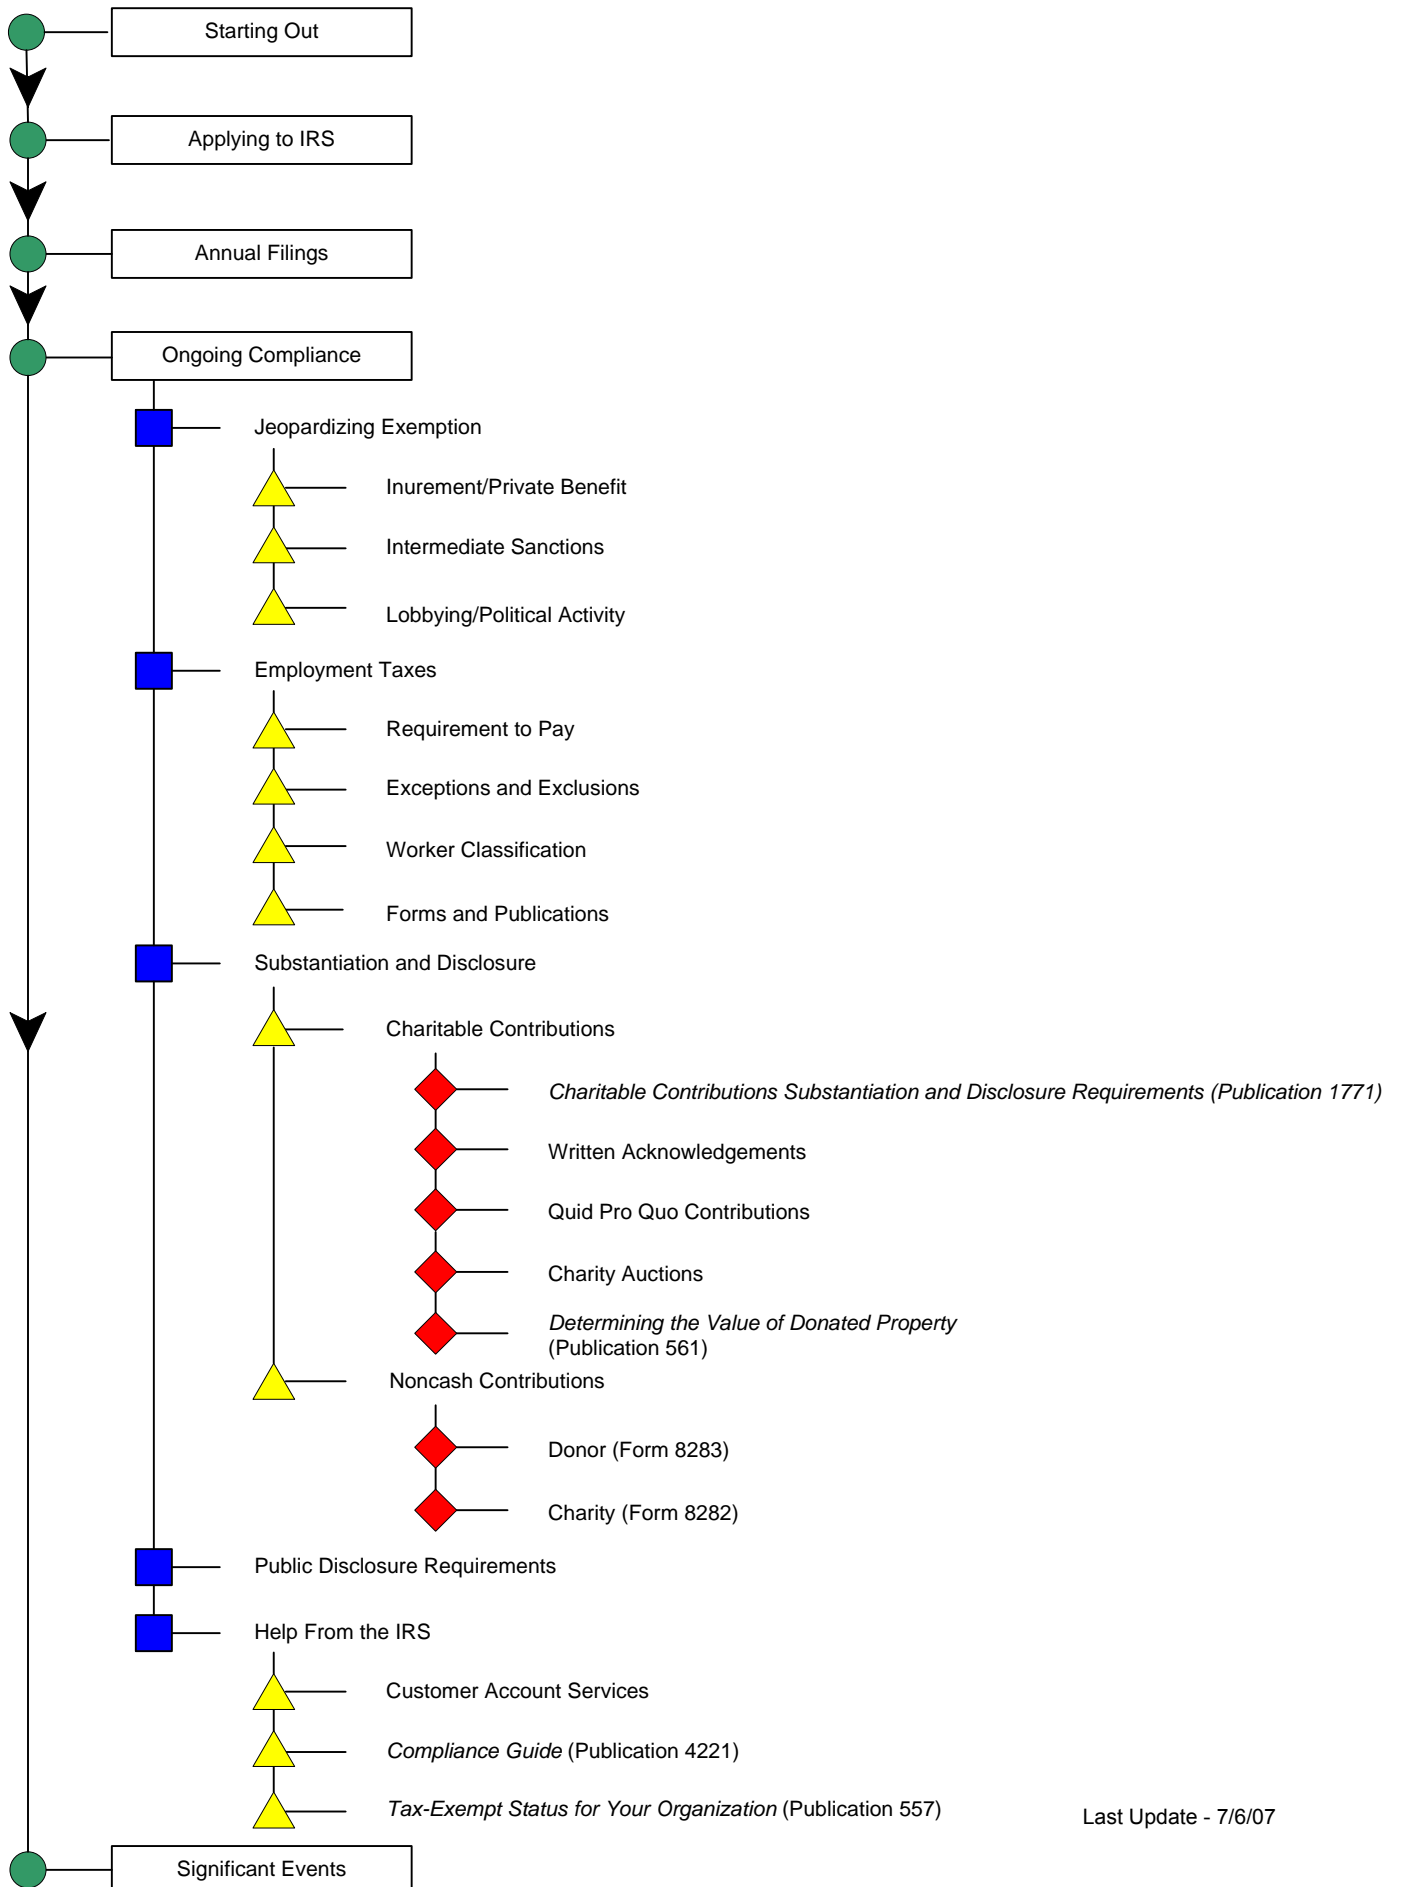 Starting Out
Applying to IRS
Annual Filings
Ongoing Compliance
Jeopardizing Exemption
Inurement/Private Benefit
Intermediate Sanctions
Lobbying/Political Activity
Employment Taxes
Requirement to Pay
Exceptions and Exclusions
Worker Classification
Forms and Publications
Substantiation and Disclosure
Charitable Contributions
Charitable Contributions Substantiation and Disclosure Requirements (Publication 1771)
Written Acknowledgements
Quid Pro Quo Contributions
Charity Auctions
Determining the Value of Donated Property
(Publication 561)
Noncash Contributions
Donor (Form 8283)
Charity (Form 8282)
Public Disclosure Requirements
Help From the IRS
Customer Account Services
Compliance Guide (Publication 4221)
Tax-Exempt Status for Your Organization (Publication 557)
Last Update - 7/6/07
Significant Events